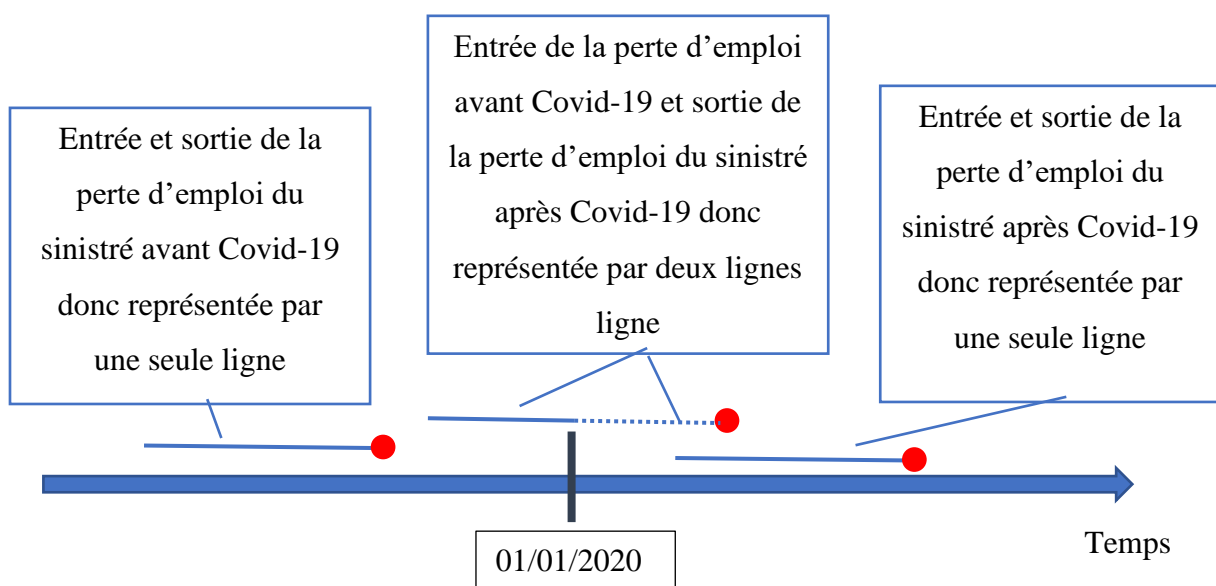 Entrée et sortie de la
perte d’emploi du
sinistré avant Covid-19
donc représentée par
une seule ligne
Entrée de la perte d’emploi
avant Covid-19 et sortie de
la perte d’emploi du sinistré
après Covid-19 donc
représentée par deux lignes
ligne
Entrée et sortie de la
perte d’emploi du
sinistré après Covid-19
donc représentée par
une seule ligne
01/01/2020
Temps